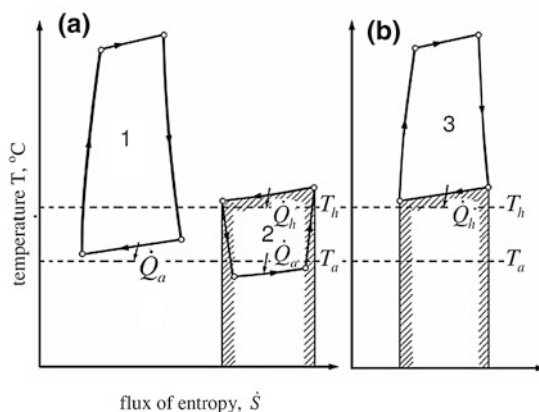 (a)
(b)
temperature T, °C
1
2
3
Q̇ₐ
Q̇ₕ
Q̇ₐ
Tₕ
Tₐ
Q̇ₕ
Tₕ
Tₐ
flux of entropy, Ṡ